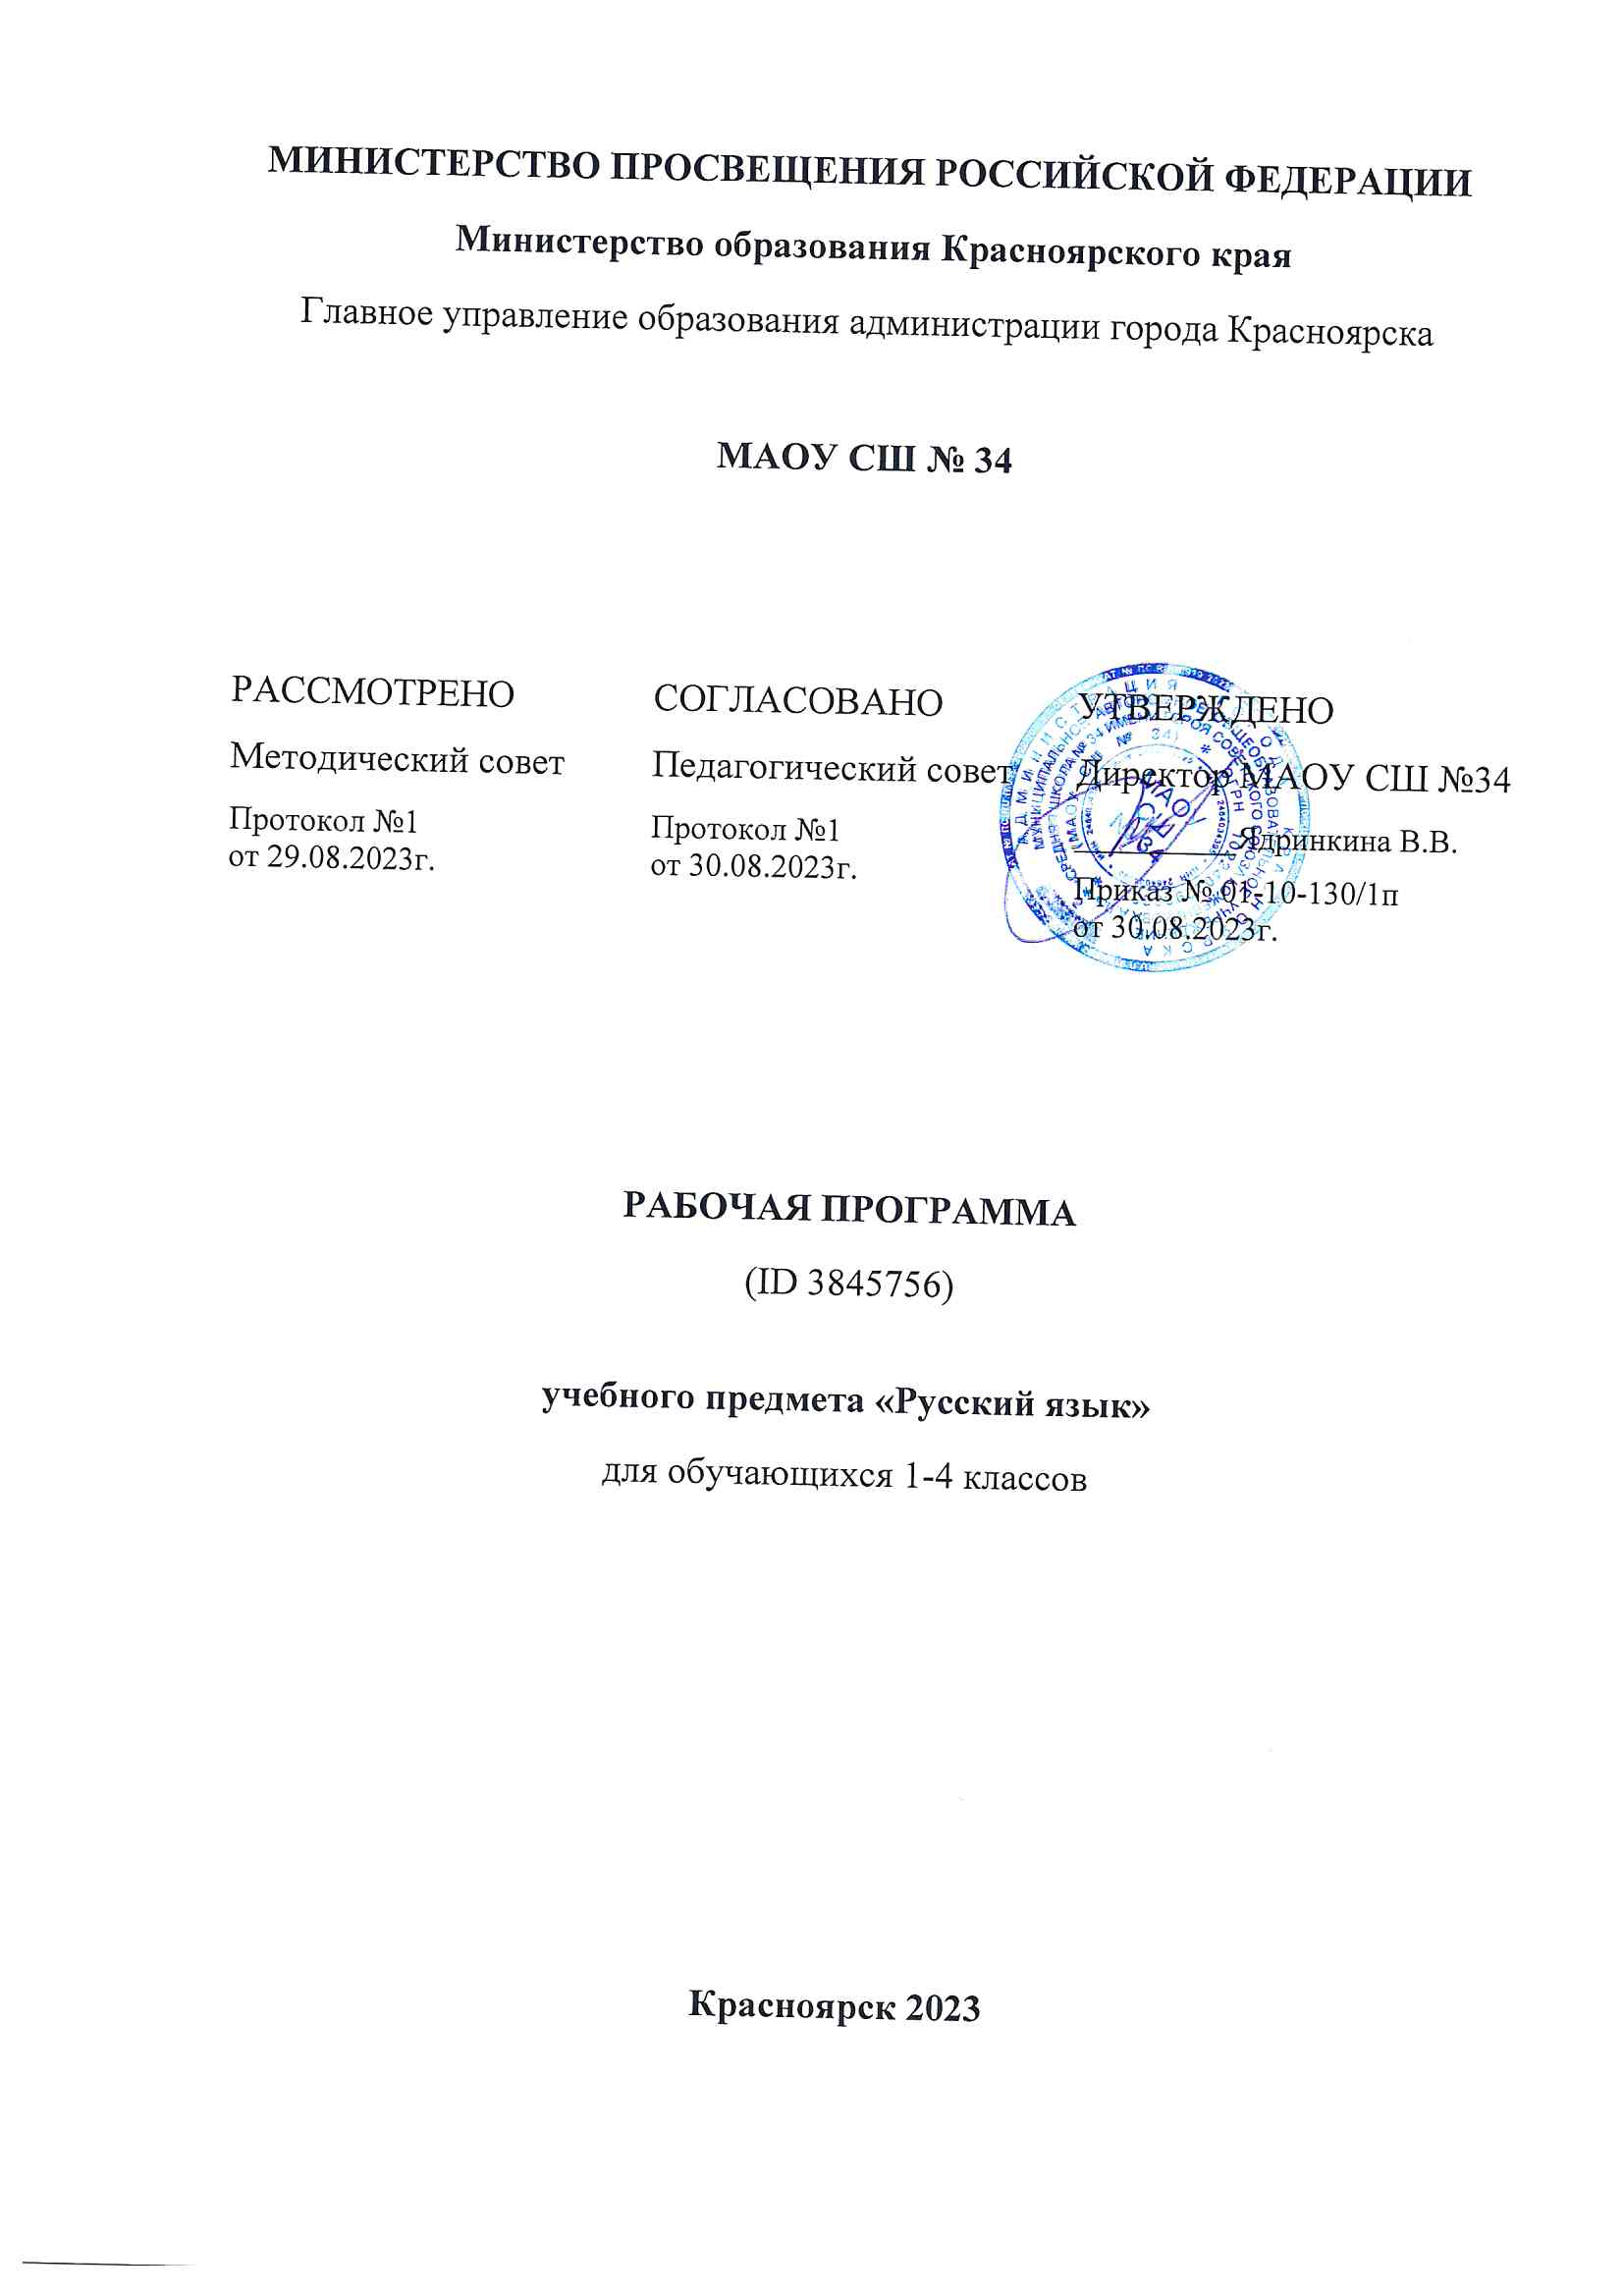 МИНИСТЕРСТВО ПРОСВЕЩЕНИЯ РОССИЙСКОЙ ФЕДЕРАЦИИ
Министерство образования Красноярского края
Главное управление образования администрации города Красноярска
МАОУ СШ № 34
РАССМОТРЕНО
Методический совет
Протокол №1
от 29.08.2023г.
СОГЛАСОВАНО
Педагогический совет
Протокол №1
от 30.08.2023г.
УТВЕРЖДЕНО
Директор МАОУ СШ №34
Ядринкина В.В.
Приказ № 01-10-130/1п
от 30.08.2023г.
МАОУ
СШ
34
РАБОЧАЯ ПРОГРАММА
(ID 3845756)
учебного предмета «Русский язык»
для обучающихся 1-4 классов
Красноярск 2023